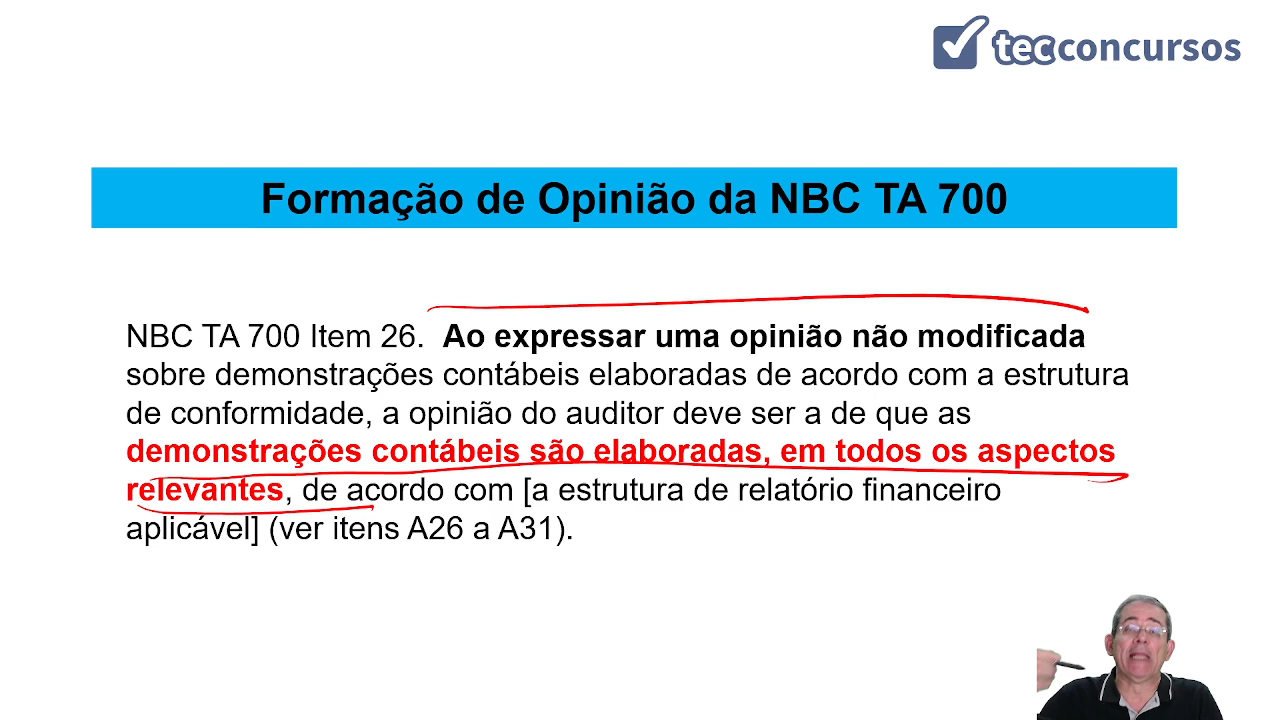 tecconcursos
Formação de Opinião da NBC TA 700
NBC TA 700 Item 26. Ao expressar uma opinião não modificada
sobre demonstrações contábeis elaboradas de acordo com a estrutura
de conformidade, a opinião do auditor deve ser a de que as
demonstrações contábeis são elaboradas, em todos os aspectos
relevantes, de acordo com [a estrutura de relatório financeiro
aplicável] (ver itens A26 a A31).